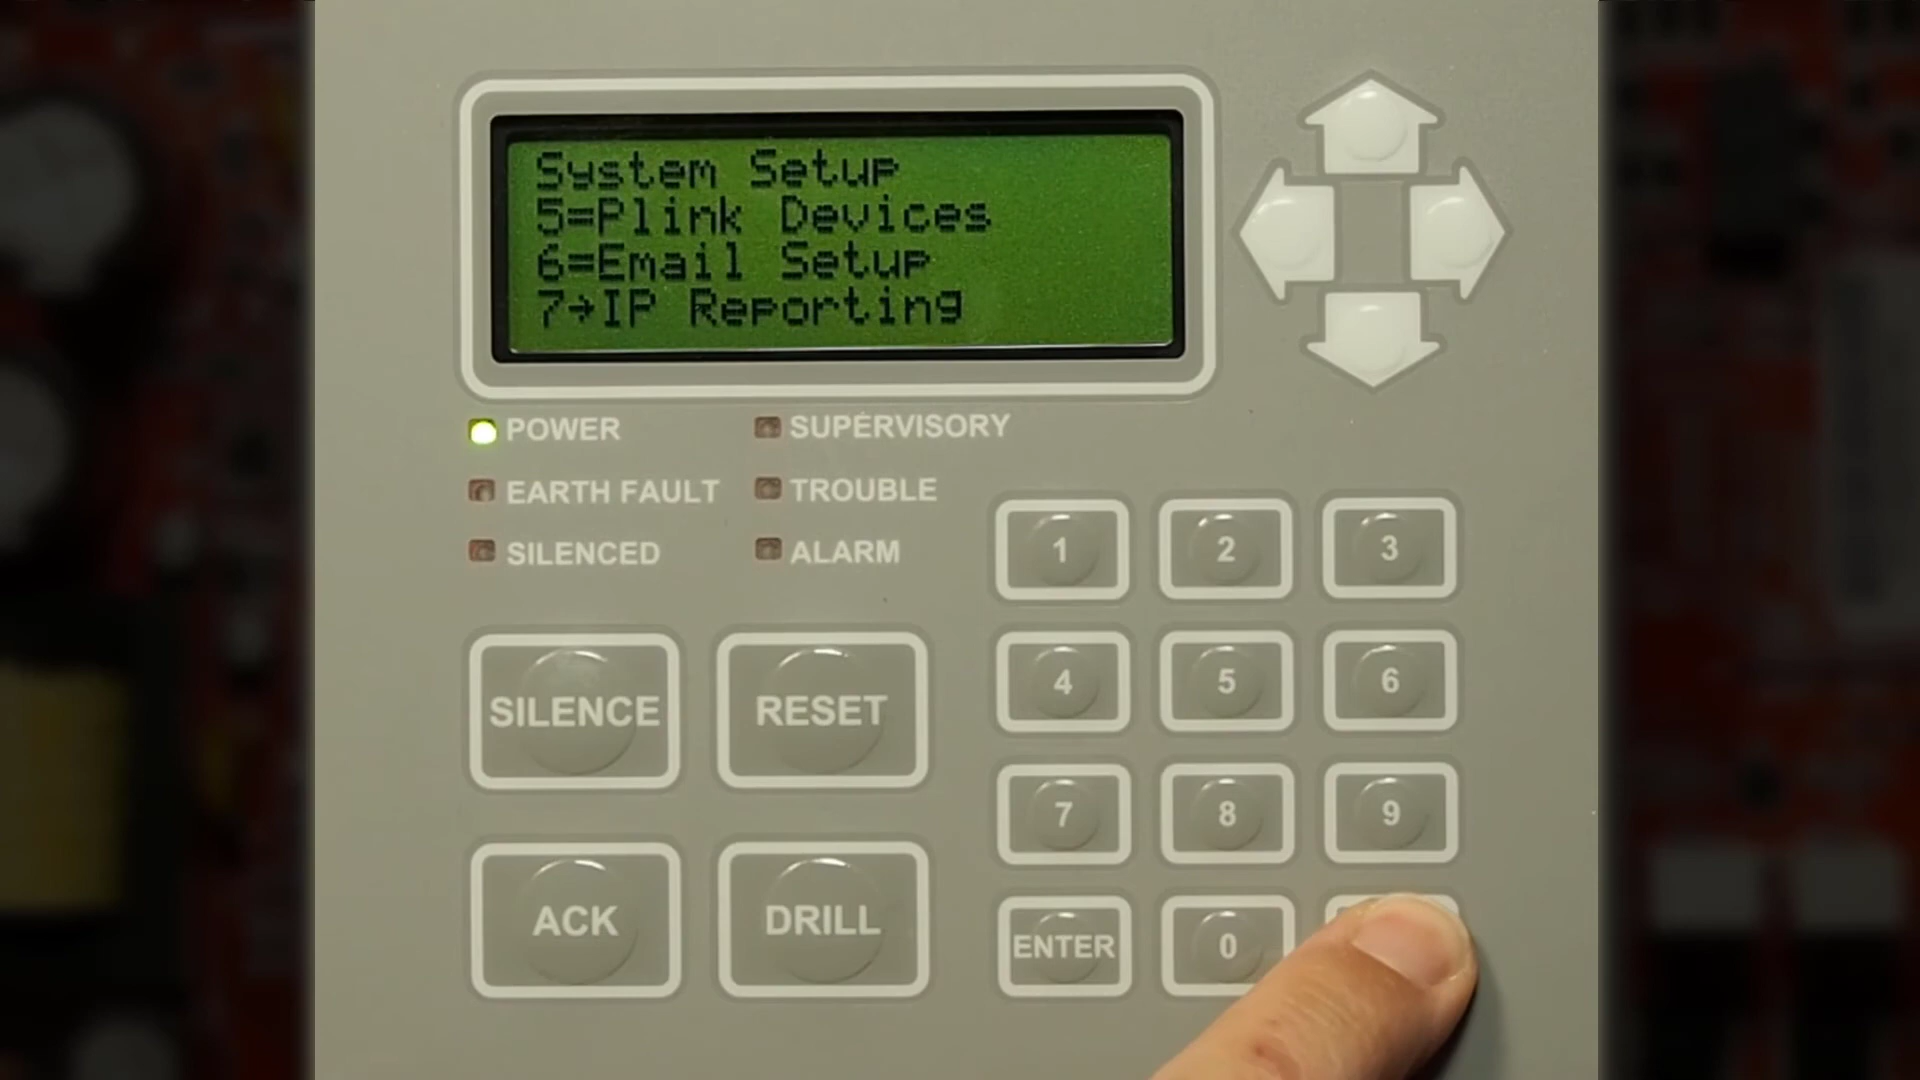 System Setup
5=Plink Devices
6=Email Setup
7→IP Reporting
POWER
SUPERVISORY
EARTH FAULT
TROUBLE
SILENCED
ALARM
1
2
3
SILENCE
RESET
4
5
6
7
8
9
ACK
DRILL
ENTER
0